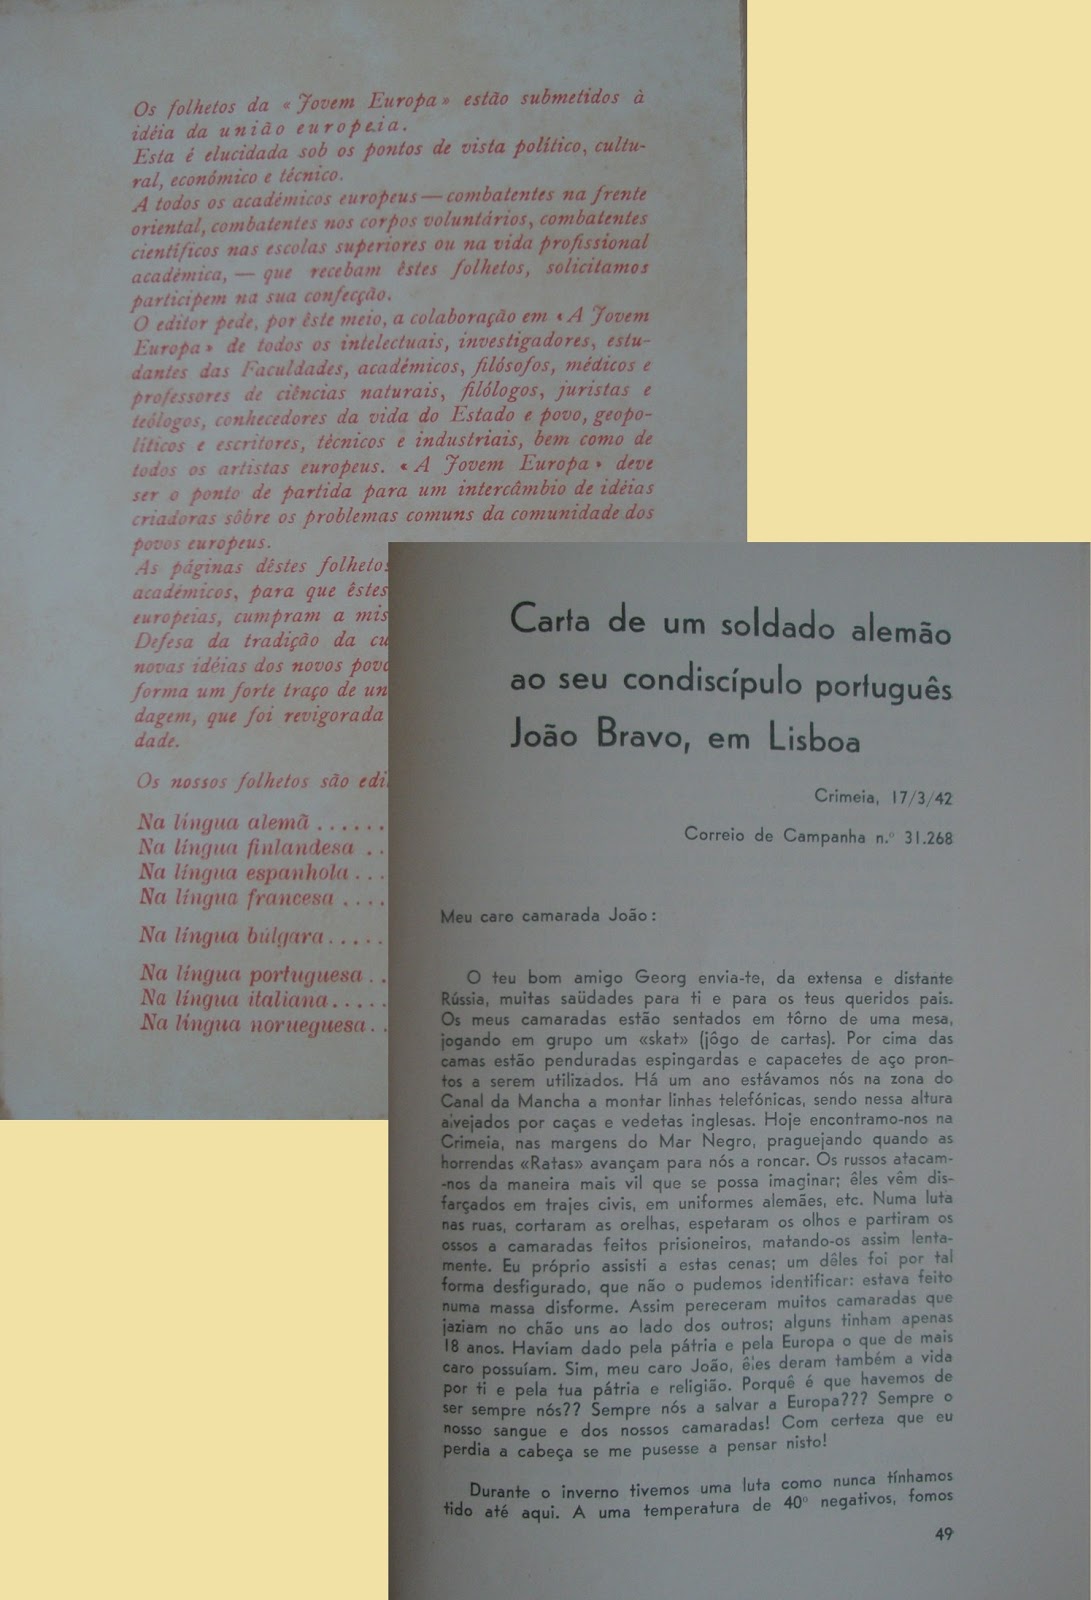 Os folhetos da «Jovem Europa» estão submetidos à
idéia da união europeia.
Esta é elucidada sob os pontos de vista político, cultu-
ral, económico e técnico.
A todos os académicos europeus — combatentes na frente
oriental, combatentes nos corpos voluntários, combatentes
científicos nas escolas superiores ou na vida profissional
académica, — que recebam êstes folhetos, solicitamos
participem na sua confecção.
O editor pede, por êste meio, a colaboração em «A Jovem
Europa» de todos os intelectuais, investigadores, estu-
dantes das Faculdades, académicos, filósofos, médicos e
professores de ciências naturais, filólogos, juristas e
teólogos, conhecedores da vida do Estado e povo, geopo-
líticos e escritores, técnicos e industriais, bem como de
todos os artistas europeus. «A Jovem Europa» deve
ser o ponto de partida para um intercâmbio de idéias
criadoras sôbre os problemas comuns da comunidade dos
povos europeus.
As páginas dêstes folhetos
académicos, para que êstes
europeias, cumpram a mis
Defesa da tradição da cu
novas idéias dos novos povo
forma um forte traço de un
dagem, que foi revigorada
dade.
Os nossos folhetos são edi
Na língua alemã ......
Na língua finlandesa ..
Na língua espanhola ...
Na língua francesa ....
Na língua búlgara.....
Na língua portuguesa ..
Na língua italiana .....
Na língua norueguesa ..
Carta de um soldado alemão
ao seu condiscípulo português
João Bravo, em Lisboa
Crimeia, 17/3/42
Correio de Campanha n.º 31.268
Meu caro camarada João:
O teu bom amigo Georg envia-te, da extensa e distante
Rússia, muitas saüdades para ti e para os teus queridos pais.
Os meus camaradas estão sentados em tôrno de uma mesa,
jogando em grupo um «skat» (jôgo de cartas). Por cima das
camas estão penduradas espingardas e capacetes de aço pron-
tos a serem utilizados. Há um ano estávamos nós na zona do
Canal da Mancha a montar linhas telefónicas, sendo nessa altura
alvejados por caças e vedetas inglesas. Hoje encontramo-nos na
Crimeia, nas margens do Mar Negro, praguejando quando as
horrendas «Ratas» avançam para nós a roncar. Os russos atacam-
-nos da maneira mais vil que se possa imaginar; êles vêm dis-
farçados em trajes civis, em uniformes alemães, etc. Numa luta
nas ruas, cortaram as orelhas, espetaram os olhos e partiram os
ossos a camaradas feitos prisioneiros, matando-os assim lenta-
mente. Eu próprio assisti a estas cenas; um dêles foi por tal
forma desfigurado, que não o pudemos identificar: estava feito
numa massa disforme. Assim pereceram muitos camaradas que
jaziam no chão uns ao lado dos outros; alguns tinham apenas
18 anos. Haviam dado pela pátria e pela Europa o que de mais
caro possuíam. Sim, meu caro João, êles deram também a vida
por ti e pela tua pátria e religião. Porquê é que havemos de
ser sempre nós?? Sempre nós a salvar a Europa??? Sempre o
nosso sangue e dos nossos camaradas! Com certeza que eu
perdia a cabeça se me pusesse a pensar nisto!
Durante o inverno tivemos uma luta como nunca tínhamos
tido até aqui. A uma temperatura de 40º negativos, fomos
49